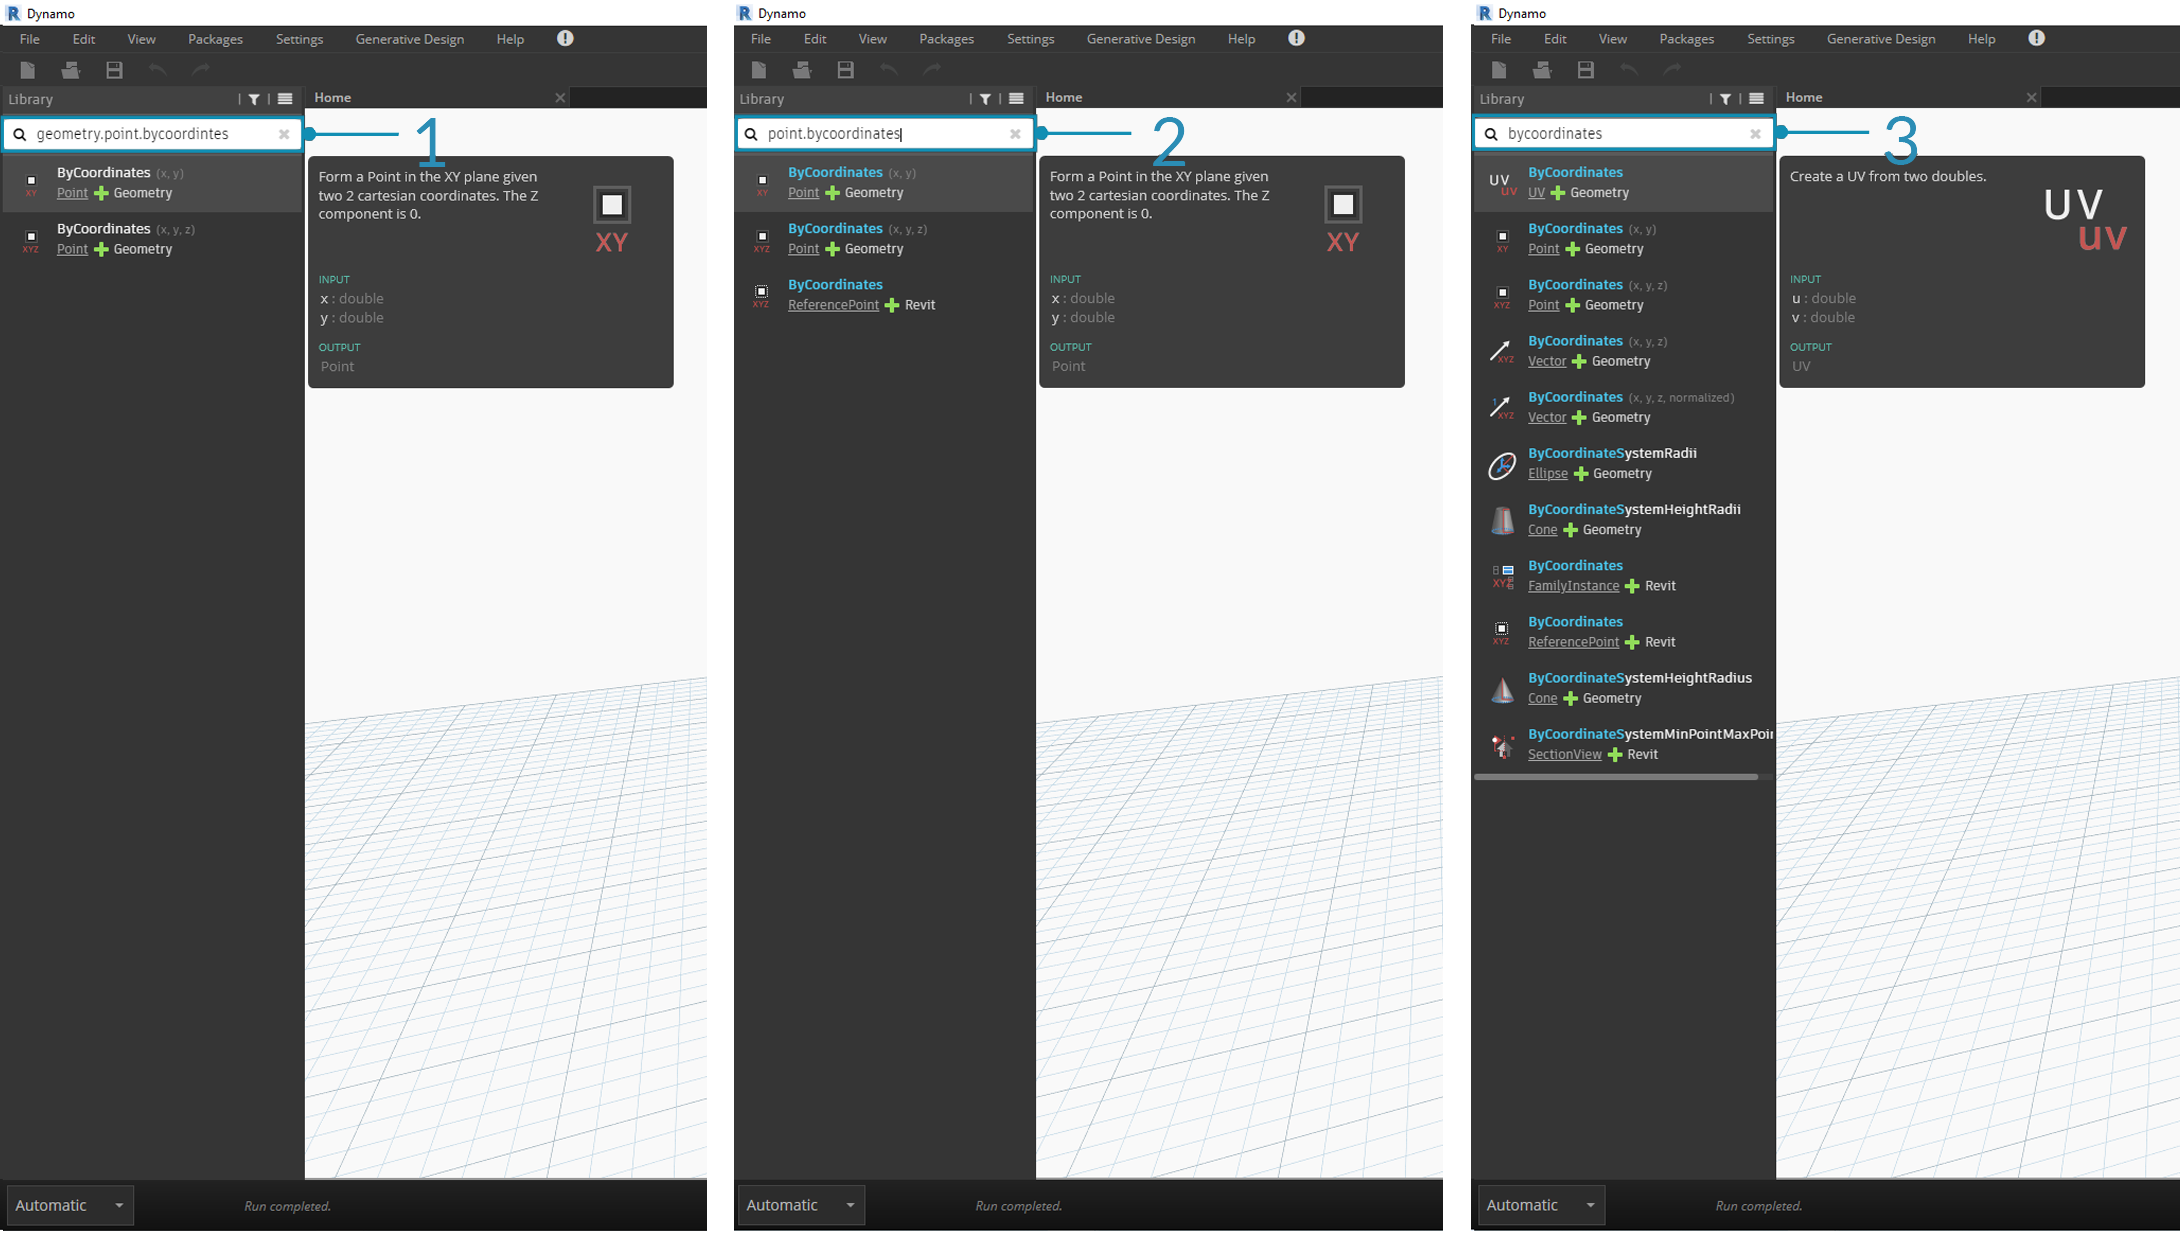 Dynamo
File Edit View Packages Settings Generative Design Help
Library
Home
geometry.point.bycoordintes
1
ByCoordinates (x, y)
Point Geometry
XY
ByCoordinates (x, y, z)
Point Geometry
XYZ
Form a Point in the XY plane given
two 2 cartesian coordinates. The Z
component is 0.
XY
INPUT
x : double
y : double
OUTPUT
Point
Automatic
Run completed.
Dynamo
File Edit View Packages Settings Generative Design Help
Library
Home
point.bycoordinates
2
ByCoordinates (x, y)
Point Geometry
XY
ByCoordinates (x, y, z)
Point Geometry
XYZ
ByCoordinates
ReferencePoint Revit
XYZ
Form a Point in the XY plane given
two 2 cartesian coordinates. The Z
component is 0.
XY
INPUT
x : double
y : double
OUTPUT
Point
Automatic
Run completed.
Dynamo
File Edit View Packages Settings Generative Design Help
Library
Home
bycoordinates
3
UV
uv
ByCoordinates
UV Geometry
ByCoordinates (x, y)
Point Geometry
XY
ByCoordinates (x, y, z)
Point Geometry
XYZ
ByCoordinates (x, y, z)
Vector Geometry
XYZ
ByCoordinates (x, y, z, normalized)
Vector Geometry
1
XYZ
ByCoordinateSystemRadii
Ellipse Geometry
ByCoordinateSystemHeightRadii
Cone Geometry
ByCoordinates
FamilyInstance Revit
XYZ
ByCoordinates
ReferencePoint Revit
XYZ
ByCoordinateSystemHeightRadius
Cone Geometry
ByCoordinateSystemMinPointMaxPoi
SectionView Revit
Create a UV from two doubles.
UV
uv
INPUT
u : double
v : double
OUTPUT
UV
Automatic
Run completed.